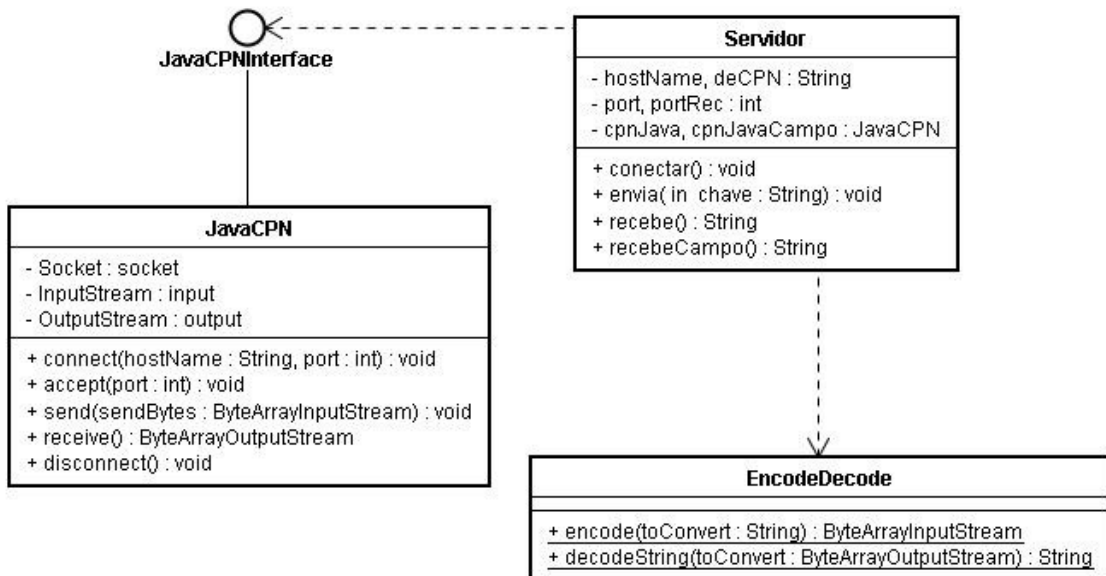 JavaCPNInterface
Servidor
- hostName, deCPN : String
- port, portRec : int
- cpnJava, cpnJavaCampo : JavaCPN
+ conectar() : void
+ envia( in chave : String) : void
+ recebe() : String
+ recebeCampo() : String
JavaCPN
- Socket : socket
- InputStream : input
- OutputStream : output
+ connect(hostName : String, port : int) : void
+ accept(port : int) : void
+ send(sendBytes : ByteArrayInputStream) : void
+ receive() : ByteArrayOutputStream
+ disconnect() : void
EncodeDecode
+ encode(toConvert : String) : ByteArrayInputStream
+ decodeString(toConvert : ByteArrayOutputStream) : String